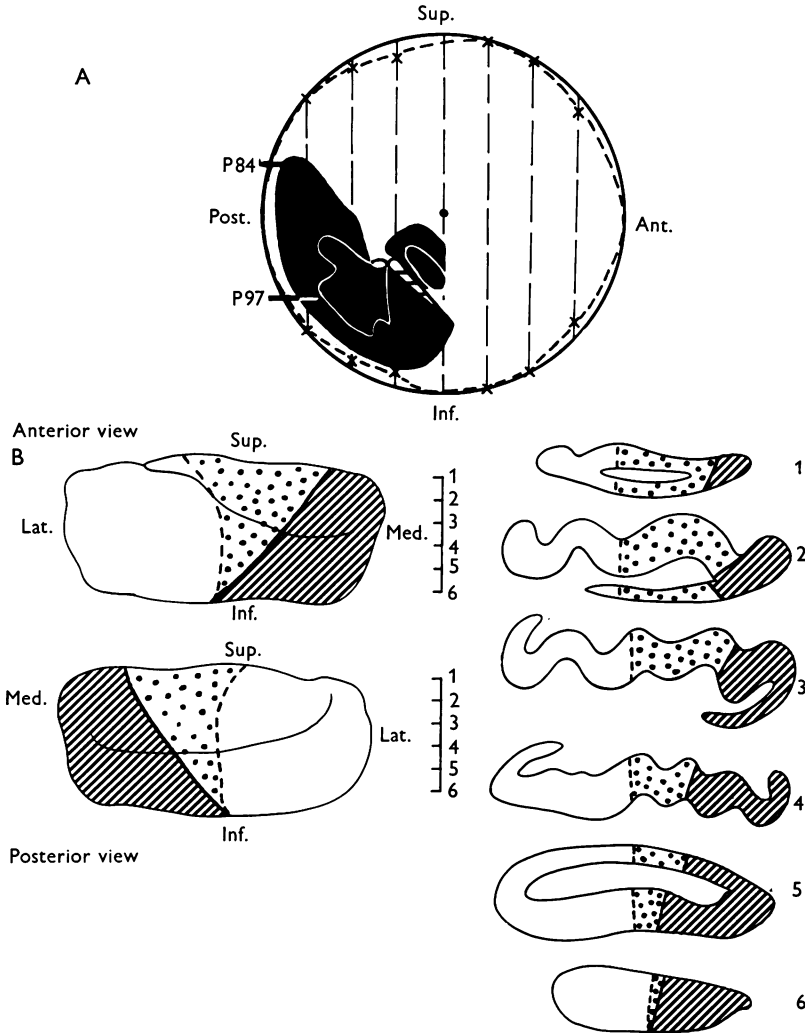 A
Sup.
P84
Post.
Ant.
P97
Inf.
Anterior view
B
Sup.
Lat.
Med.
1
2
3
4
5
6
Inf.
Sup.
Med.
Lat.
1
2
3
4
5
6
Inf.
Posterior view
1
2
3
4
5
6